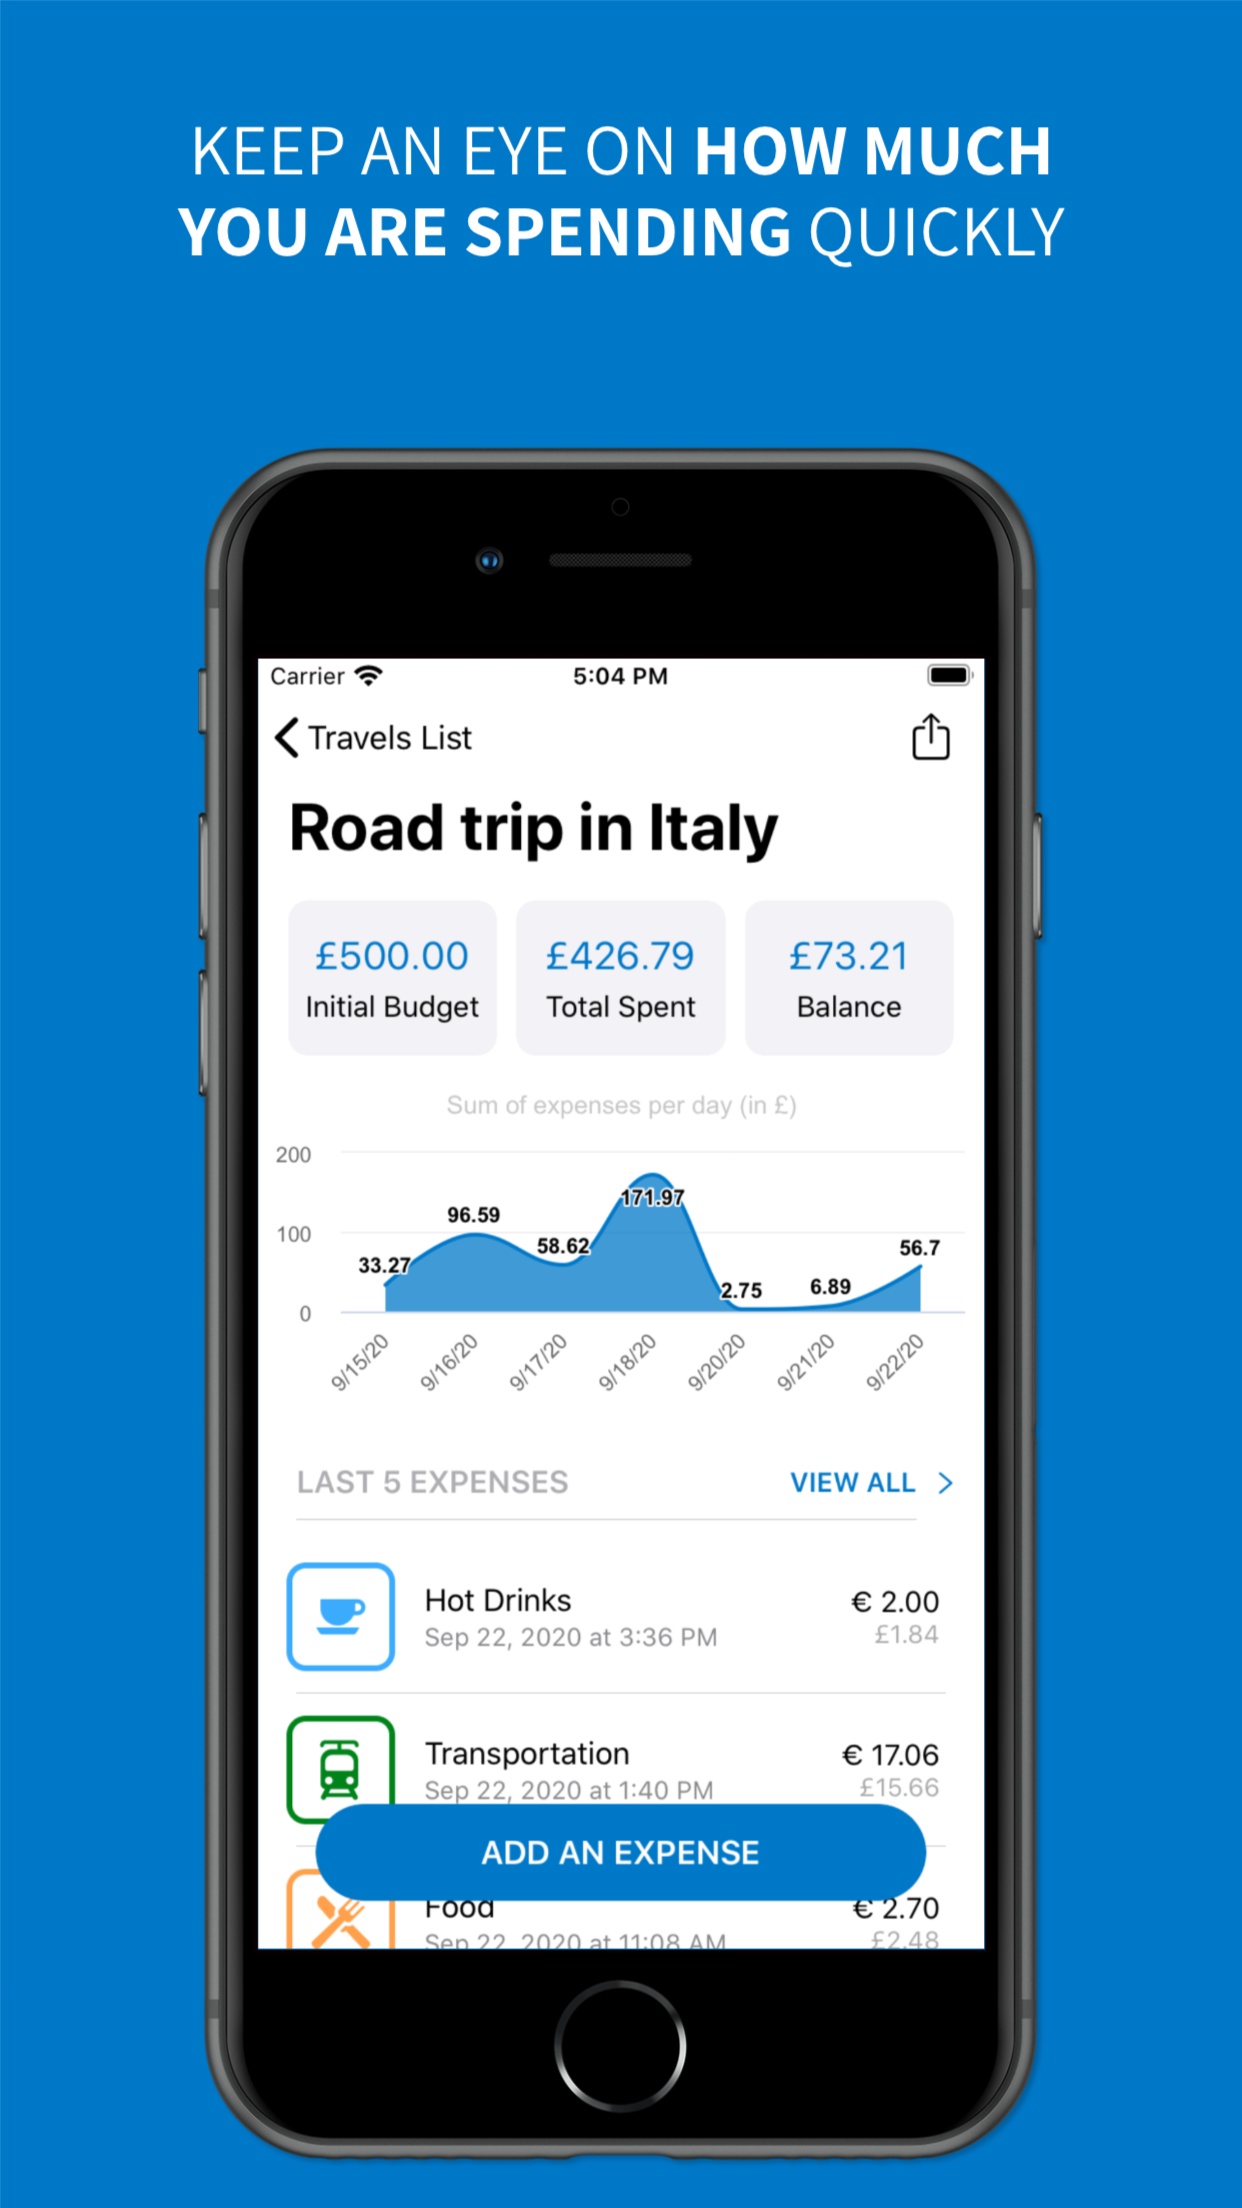 KEEP AN EYE ON HOW MUCH
YOU ARE SPENDING QUICKLY
Carrier
5:04 PM
Travels List
Road trip in Italy
£500.00
Initial Budget
£426.79
Total Spent
£73.21
Balance
Sum of expenses per day (in £)
200
100
0
33.27
96.59
58.62
171.97
2.75
6.89
56.7
9/15/20
9/16/20
9/17/20
9/18/20
9/20/20
9/21/20
9/22/20
LAST 5 EXPENSES
VIEW ALL
Hot Drinks
€ 2.00
Sep 22, 2020 at 3:36 PM
£1.84
Transportation
€ 17.06
Sep 22, 2020 at 1:40 PM
£15.66
ADD AN EXPENSE
Food
€ 2.70
Sep 22, 2020 at 11:08 AM
£2.48